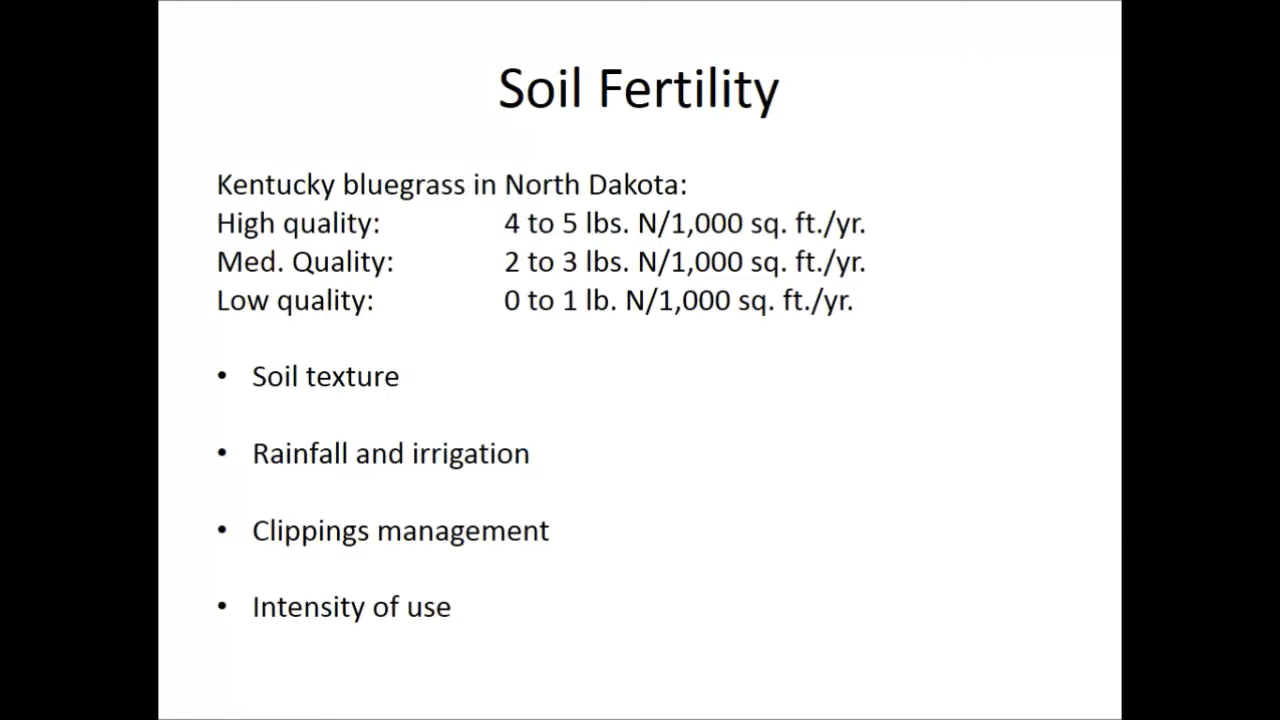 Soil Fertility
Kentucky bluegrass in North Dakota:
High quality: 4 to 5 lbs. N/1,000 sq. ft./yr.
Med. Quality: 2 to 3 lbs. N/1,000 sq. ft./yr.
Low quality: 0 to 1 lb. N/1,000 sq. ft./yr.
• Soil texture
• Rainfall and irrigation
• Clippings management
• Intensity of use